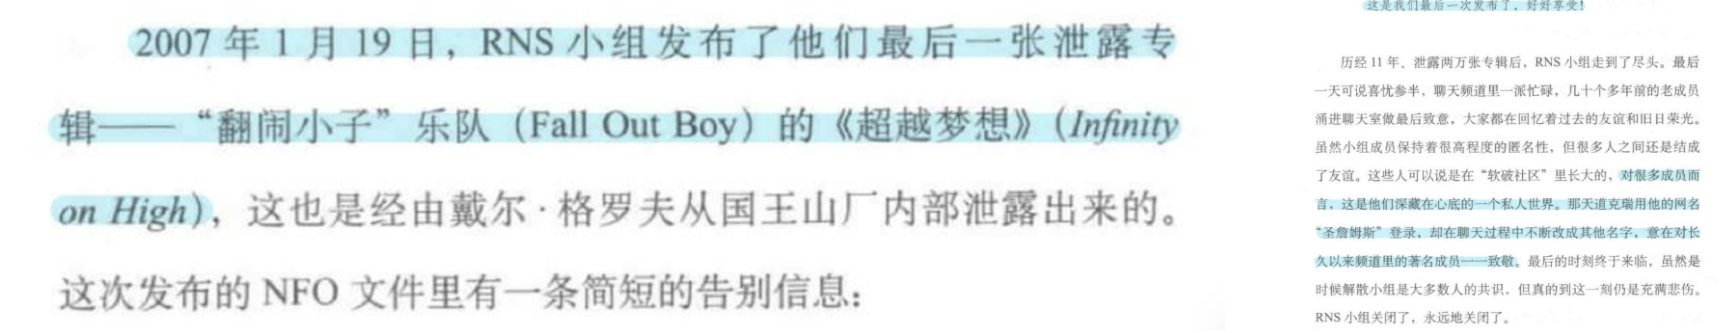 2007 年 1 月 19 日，RNS 小组发布了他们最后一张泄露专
辑——“翻闹小子”乐队（Fall Out Boy）的《超越梦想》（Infinity
on High），这也是经由戴尔·格罗夫从国王山厂内部泄露出来的。
这次发布的 NFO 文件里有一条简短的告别信息：
这是我们最后一次发布了，好好享受！
历经 11 年、泄露两万张专辑后，RNS 小组走到了尽头。最后
一天可说喜忧参半，聊天频道里一派忙碌，几十个多年前的老成员
涌进聊天室做最后致意，大家都在回忆着过去的友谊和旧日荣光。
虽然小组成员保持着很高程度的匿名性，但很多人之间还是结成
了友谊。这些人可以说是在“软破社区”里长大的，对很多成员而
言，这是他们深藏在心底的一个私人世界。那天道克瑞用他的网名
“圣詹姆斯”登录，却在聊天过程中不断改成其他名字，意在对长
久以来频道里的著名成员一一致敬。最后的时刻终于来临，虽然是
时候解散小组是大多数人的共识，但真的到这一刻仍是充满悲伤。
RNS 小组关闭了，永远地关闭了。